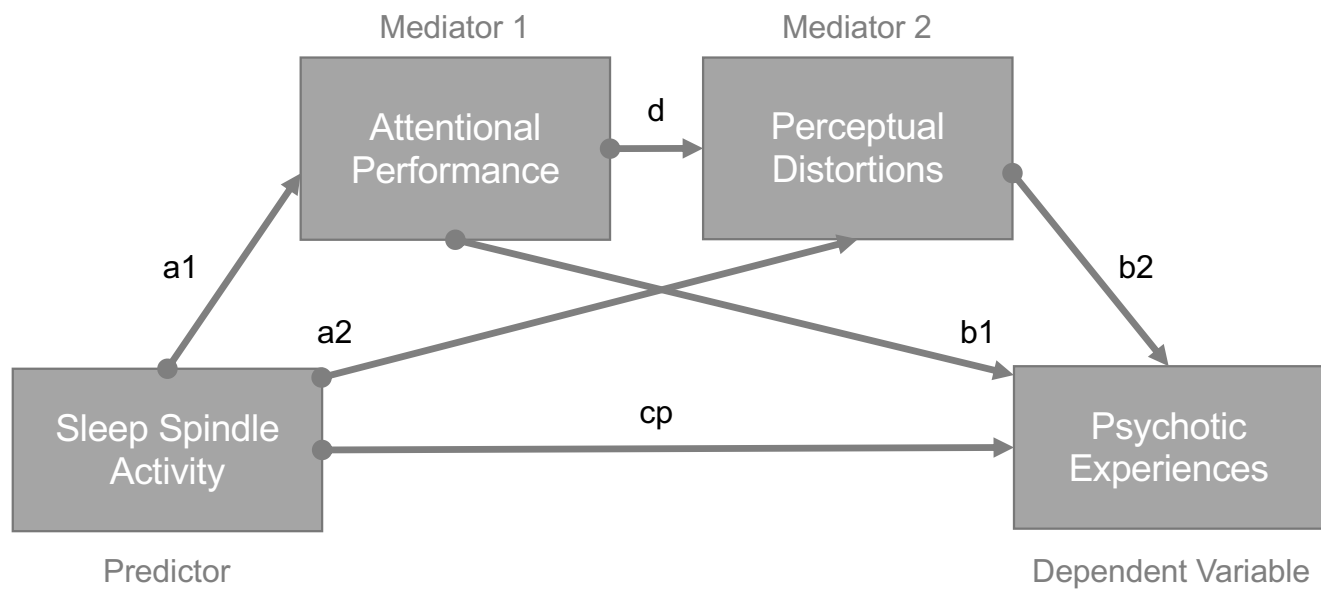 Mediator 1
Mediator 2
Attentional
Performance
d
Perceptual
Distortions
a1
a2
b1
b2
cp
Sleep Spindle
Activity
Psychotic
Experiences
Predictor
Dependent Variable